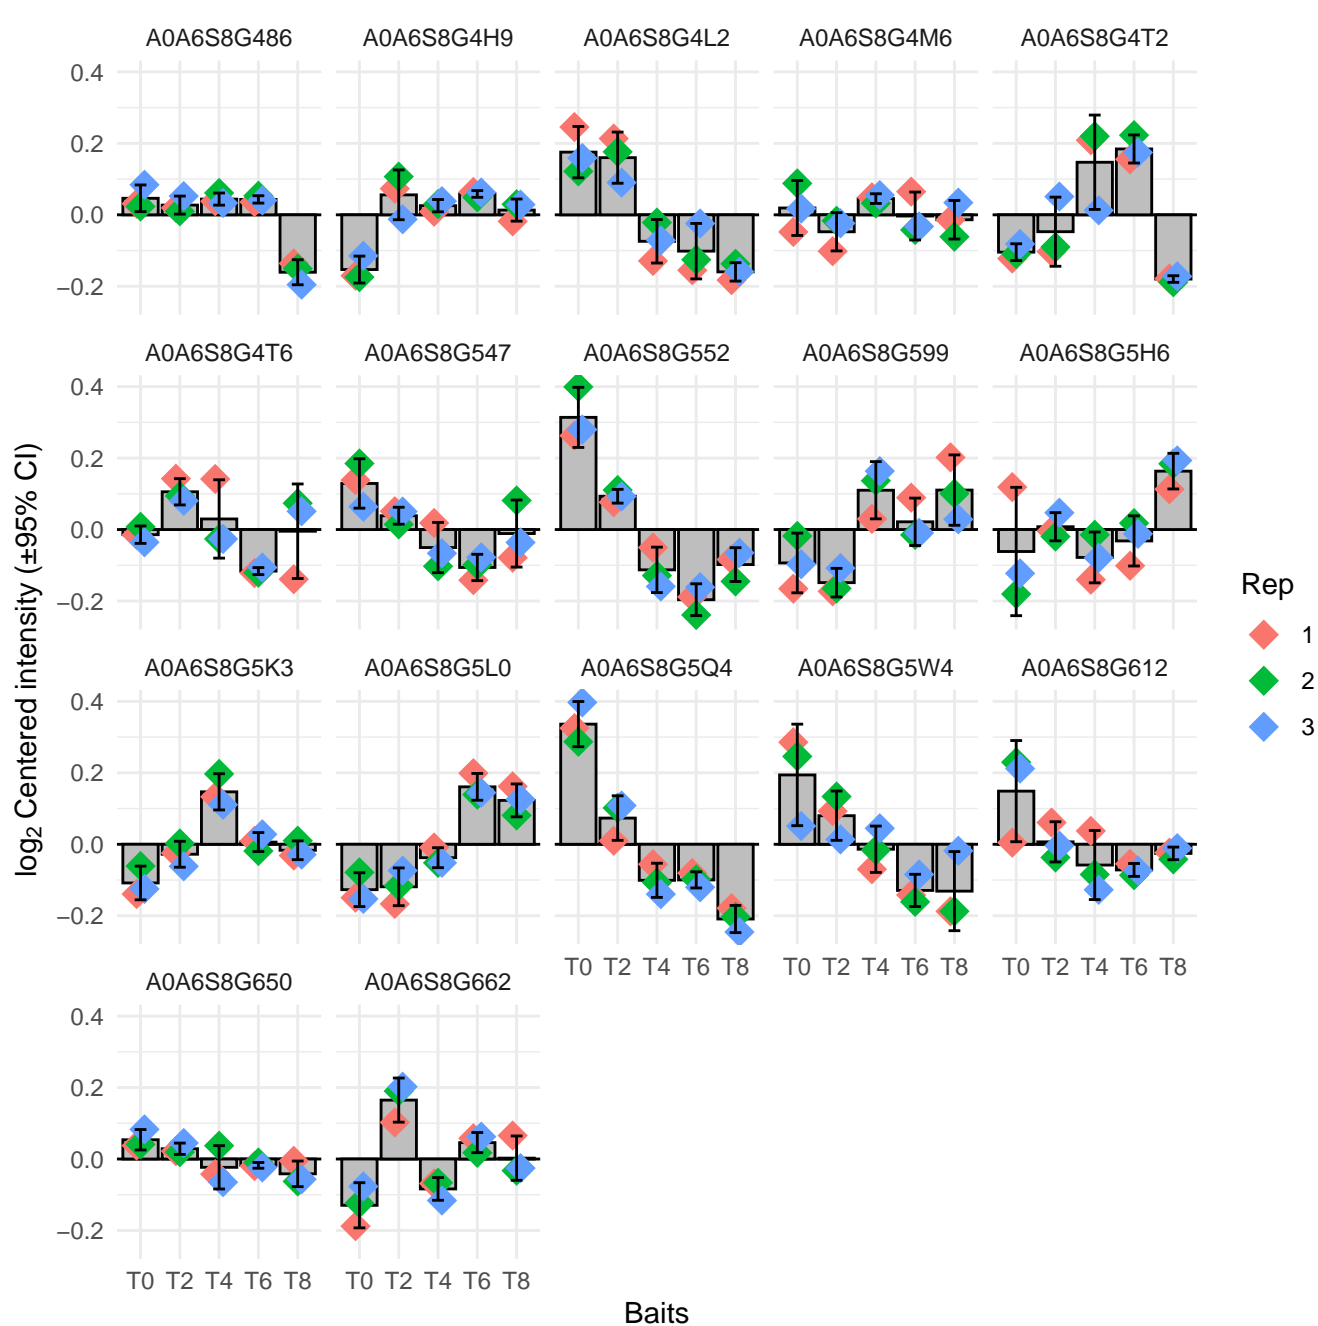 A0A6S8G486 A0A6S8G4H9 A0A6S8G4L2 A0A6S8G4M6 A0A6S8G4T2
0.4
0.2
0.0
−0.2
A0A6S8G4T6 A0A6S8G547 A0A6S8G552 A0A6S8G599 A0A6S8G5H6
0.4
0.2
0.0
−0.2
A0A6S8G5K3 A0A6S8G5L0 A0A6S8G5Q4 A0A6S8G5W4 A0A6S8G612
0.4
0.2
0.0
−0.2
T0 T2 T4 T6 T8 T0 T2 T4 T6 T8 T0 T2 T4 T6 T8
A0A6S8G650 A0A6S8G662
0.4
0.2
0.0
−0.2
T0 T2 T4 T6 T8 T0 T2 T4 T6 T8
Baits
log₂ Centered intensity (±95% CI)
Rep
1
2
3